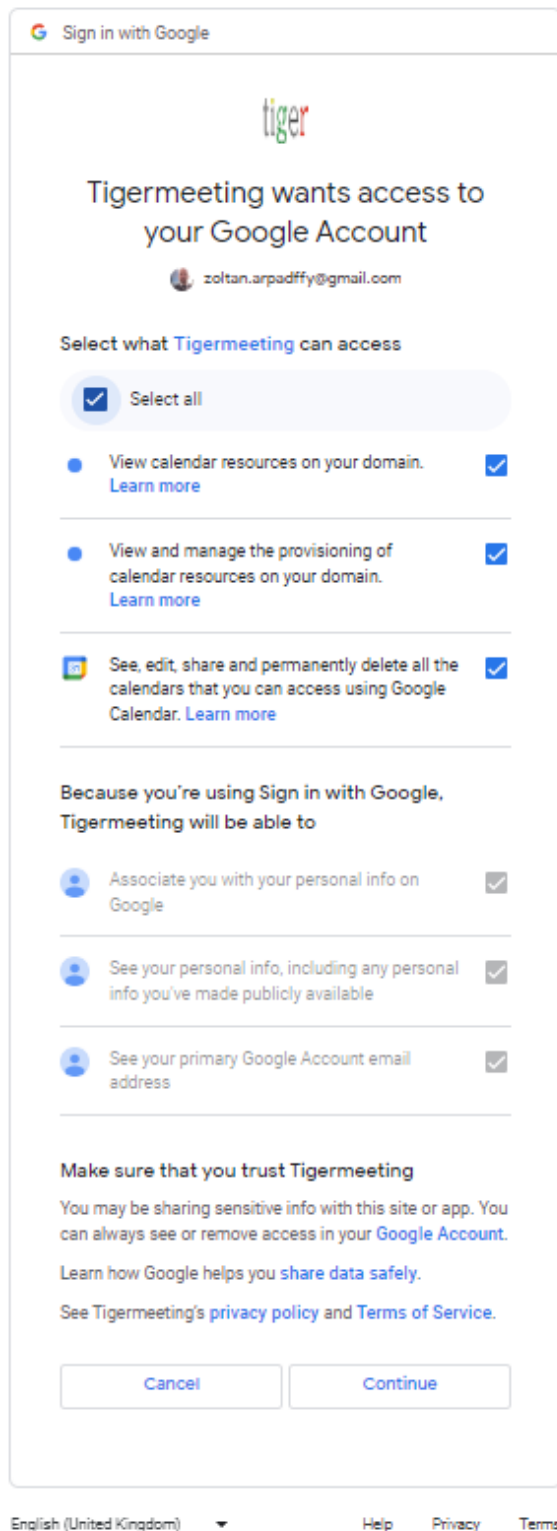 Sign in with Google
tiger
Tigermeeting wants access to
your Google Account
zoltan.arpadffy@gmail.com
Select what Tigermeeting can access
Select all
View calendar resources on your domain.
Learn more
View and manage the provisioning of
calendar resources on your domain.
Learn more
See, edit, share and permanently delete all the
calendars that you can access using Google
Calendar. Learn more
Because you're using Sign in with Google,
Tigermeeting will be able to
Associate you with your personal info on
Google
See your personal info, including any personal
info you've made publicly available
See your primary Google Account email
address
Make sure that you trust Tigermeeting
You may be sharing sensitive info with this site or app. You
can always see or remove access in your Google Account.
Learn how Google helps you share data safely.
See Tigermeeting's privacy policy and Terms of Service.
Cancel Continue
English (United Kingdom) Help Privacy Terms